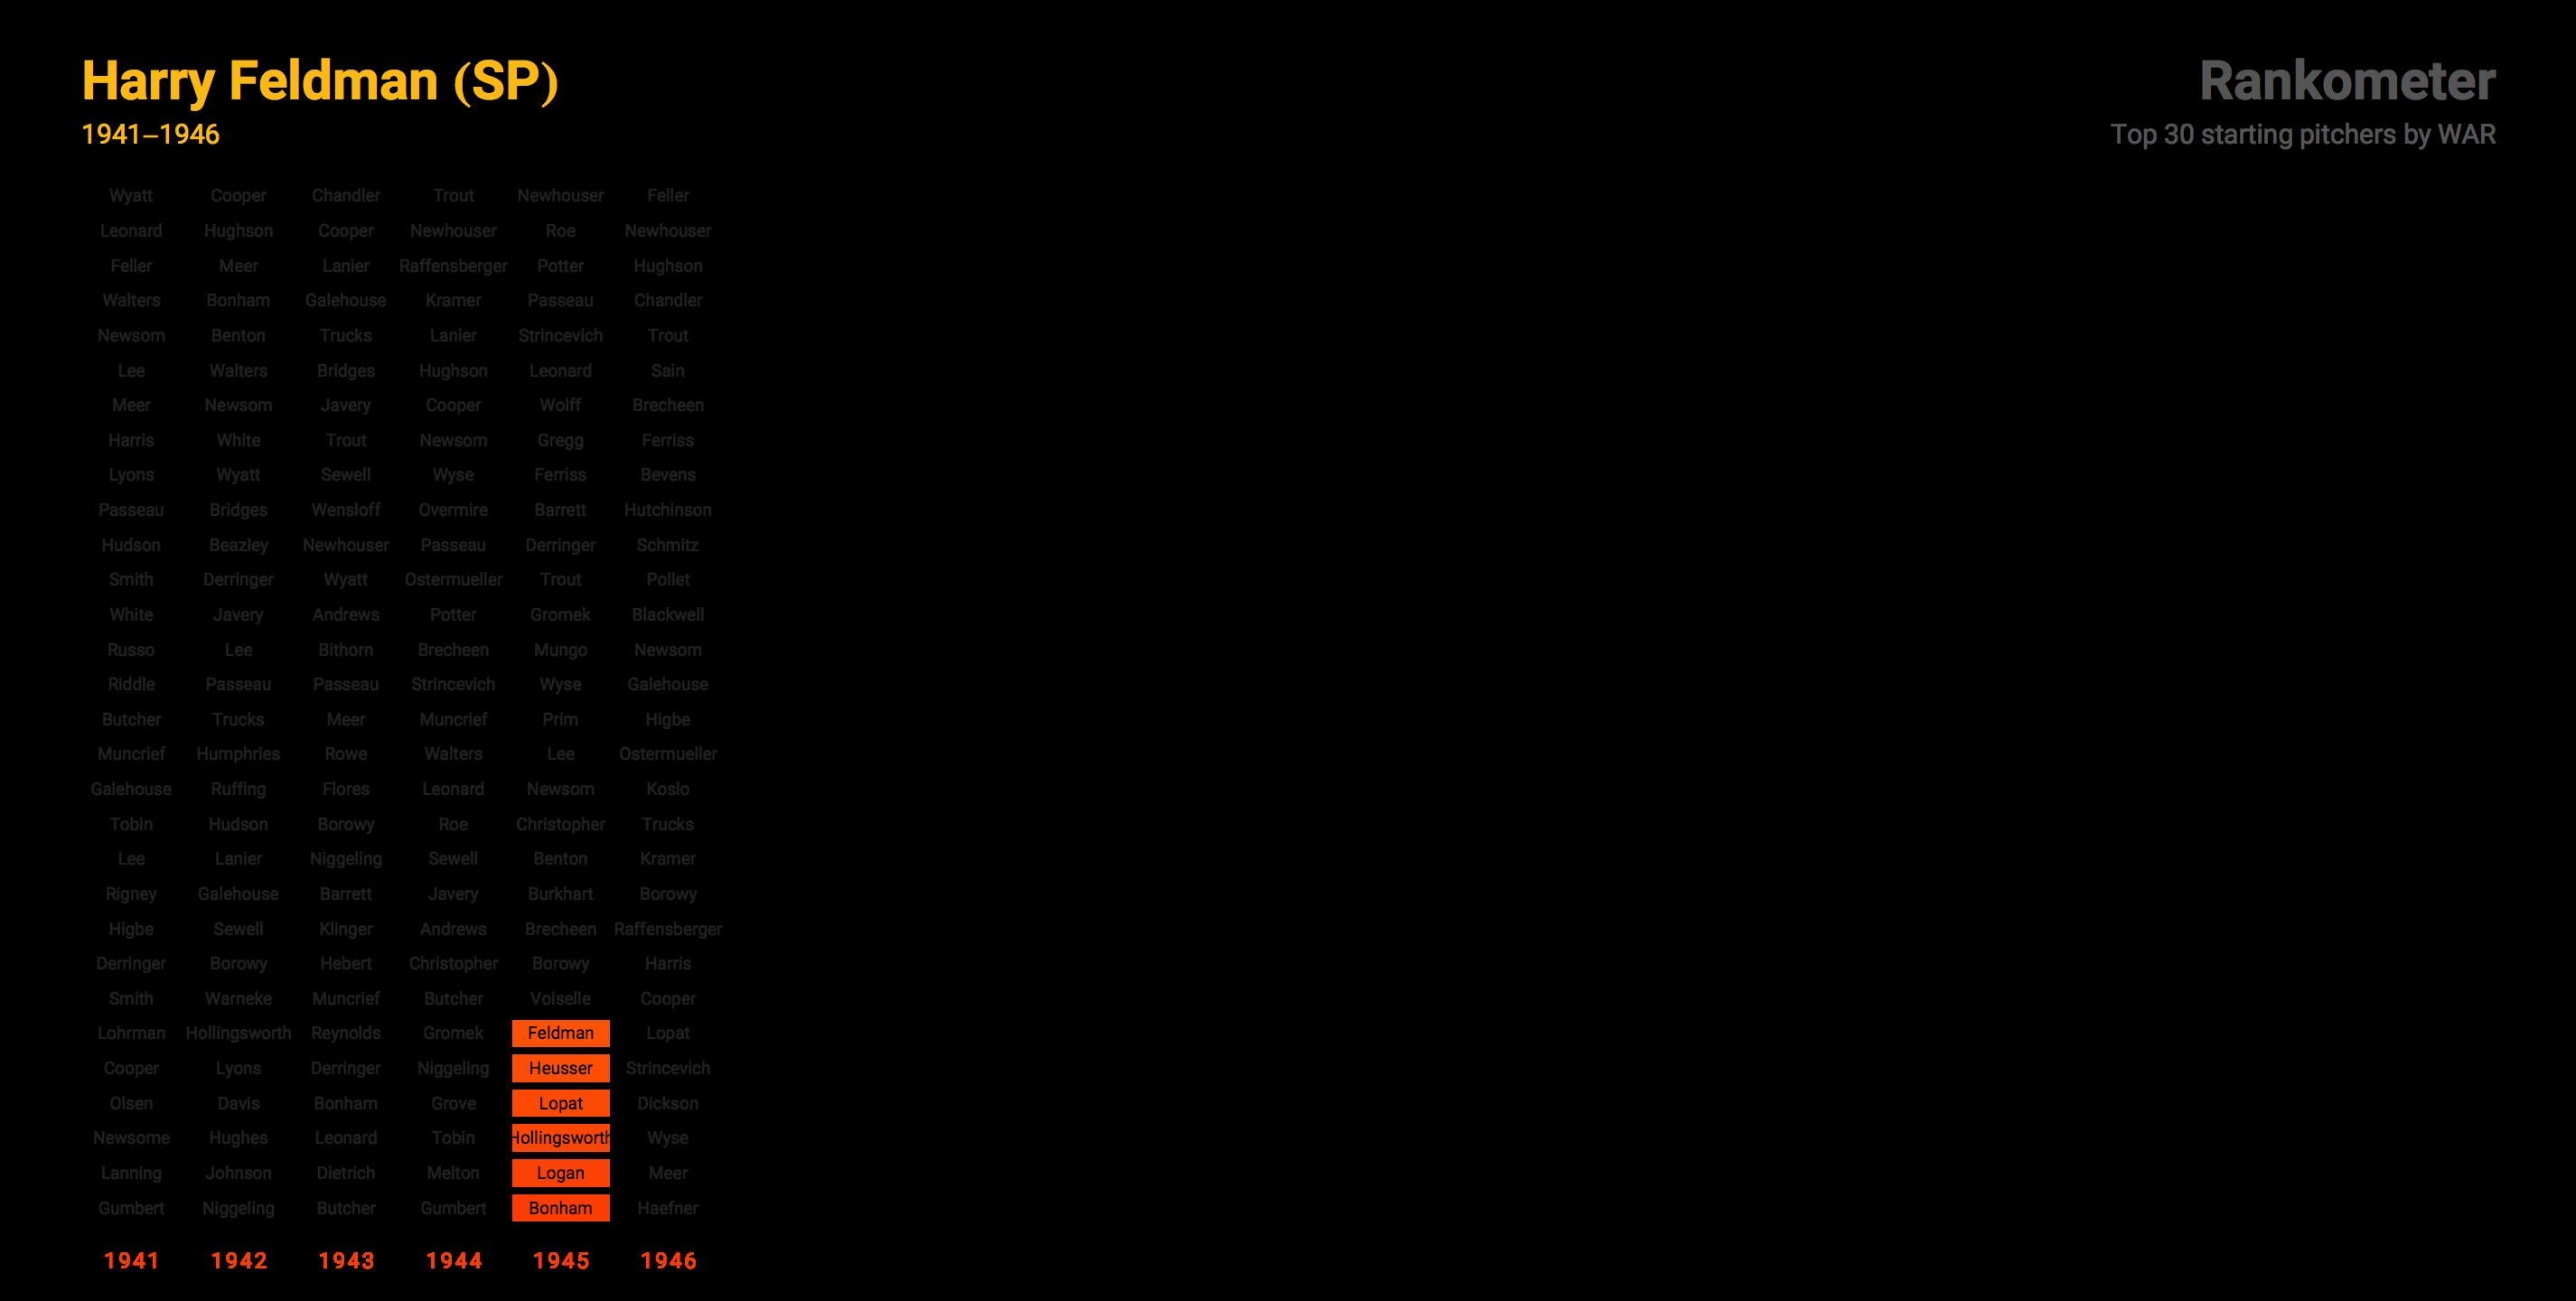 Harry Feldman (SP)
Rankometer
1941–1946
Top 30 starting pitchers by WAR
Wyatt Cooper Chandler Trout Newhouser Feller
Leonard Hughson Cooper Newhouser Roe Newhouser
Feller Meer Lanier Raffensberger Potter Hughson
Walters Bonham Galehouse Kramer Passeau Chandler
Newsom Benton Trucks Lanier Strincevich Trout
Lee Walters Bridges Hughson Leonard Sain
Meer Newsom Javery Cooper Wolff Brecheen
Harris White Trout Newsom Gregg Ferriss
Lyons Wyatt Sewell Wyse Ferriss Bevens
Passeau Bridges Wensloff Overmire Barrett Hutchinson
Hudson Beazley Newhouser Passeau Derringer Schmitz
Smith Derringer Wyatt Ostermueller Trout Pollet
White Javery Andrews Potter Gromek Blackwell
Russo Lee Bithorn Brecheen Mungo Newsom
Riddle Passeau Passeau Strincevich Wyse Galehouse
Butcher Trucks Meer Muncrief Prim Higbe
Muncrief Humphries Rowe Walters Lee Ostermueller
Galehouse Ruffing Flores Leonard Newsom Koslo
Tobin Hudson Borowy Roe Christopher Trucks
Lee Lanier Niggeling Sewell Benton Kramer
Rigney Galehouse Barrett Javery Burkhart Borowy
Higbe Sewell Klinger Andrews Brecheen Raffensberger
Derringer Borowy Hebert Christopher Borowy Harris
Smith Warneke Muncrief Butcher Voiselle Cooper
Lohrman Hollingsworth Reynolds Gromek Feldman Lopat
Cooper Lyons Derringer Niggeling Heusser Strincevich
Olsen Davis Bonham Grove Lopat Dickson
Newsome Hughes Leonard Tobin Hollingsworth Wyse
Lanning Johnson Dietrich Melton Logan Meer
Gumbert Niggeling Butcher Gumbert Bonham Haefner
1941 1942 1943 1944 1945 1946